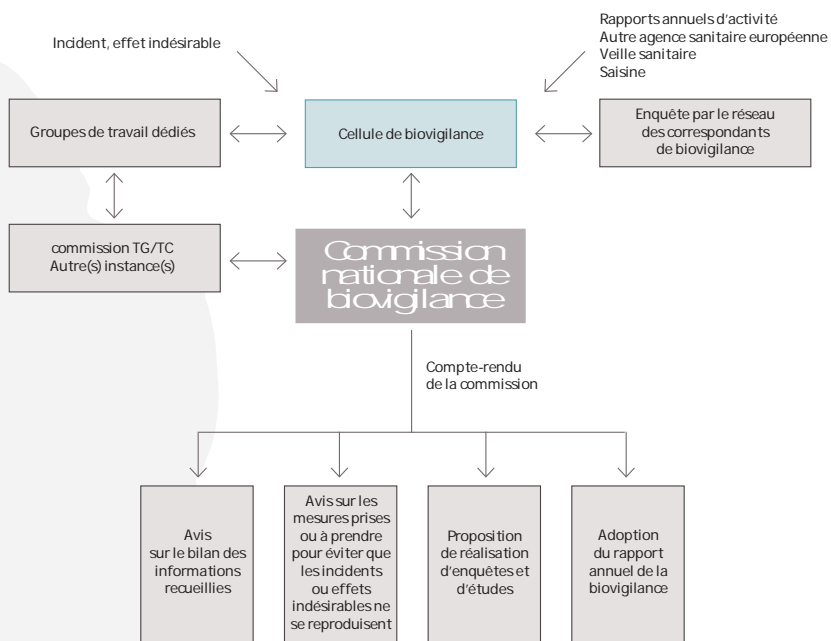 Incident, effet indésirable
Rapports annuels d'activité
Autre agence sanitaire européenne
Veille sanitaire
Saisine
Groupes de travail dédiés
Cellule de biovigilance
Enquête par le réseau
des correspondants
de biovigilance
commission TG/TC
Autre(s) instance(s)
Commission
nationale de
biovigilance
Compte-rendu
de la commission
Avis
sur le bilan des
informations
recueillies
Avis sur les
mesures prises
ou à prendre
pour éviter que
les incidents
ou effets
indésirables ne
se reproduisent
Proposition
de réalisation
d'enquêtes et
d'études
Adoption
du rapport
annuel de la
biovigilance